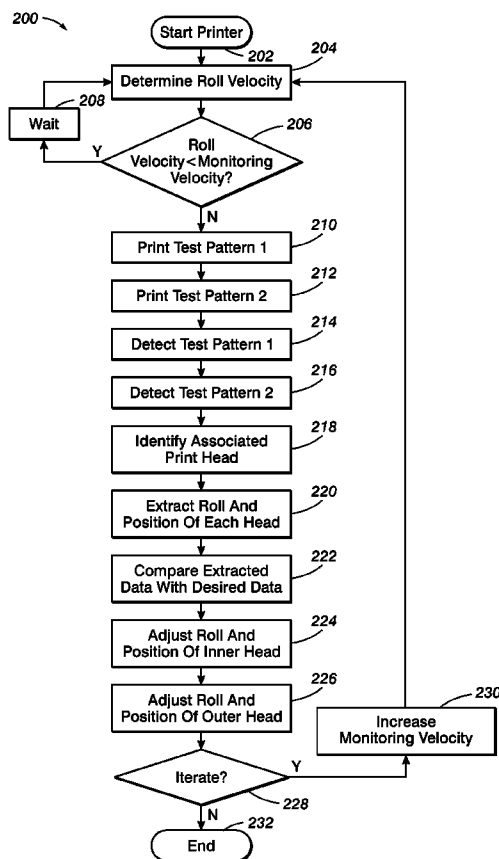 200
Start Printer
202
204
Determine Roll Velocity
208
Wait
206
Y
Roll
Velocity<Monitoring
Velocity?
N
210
Print Test Pattern 1
212
Print Test Pattern 2
214
Detect Test Pattern 1
216
Detect Test Pattern 2
218
Identify Associated
Print Head
220
Extract Roll And
Position Of Each Head
222
Compare Extracted
Data With Desired Data
224
Adjust Roll And
Position Of Inner Head
226
Adjust Roll And
Position Of Outer Head
230
Increase
Monitoring Velocity
Iterate?
Y
228
N
232
End